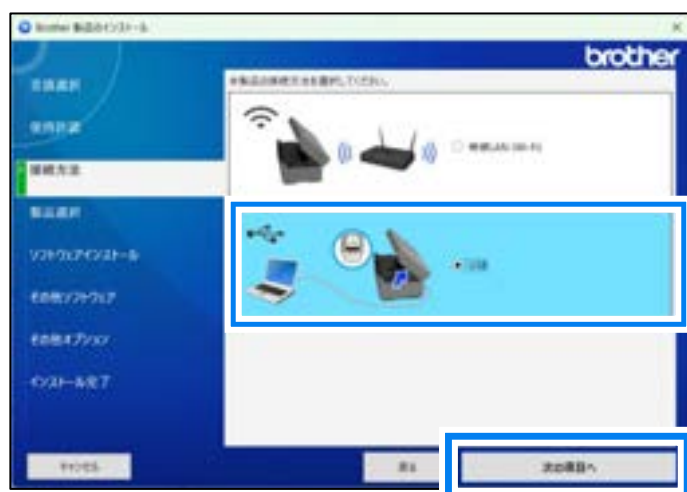 Brother 製品のインストール
brother
言語選択
使用許諾
接続方法
製品選択
ソフトウェアインストール
その他ソフトウェア
その他オプション
インストール完了
本製品の接続方法を選択してください。
無線LAN (Wi-Fi)
USB
キャンセル
戻る
次の項目へ